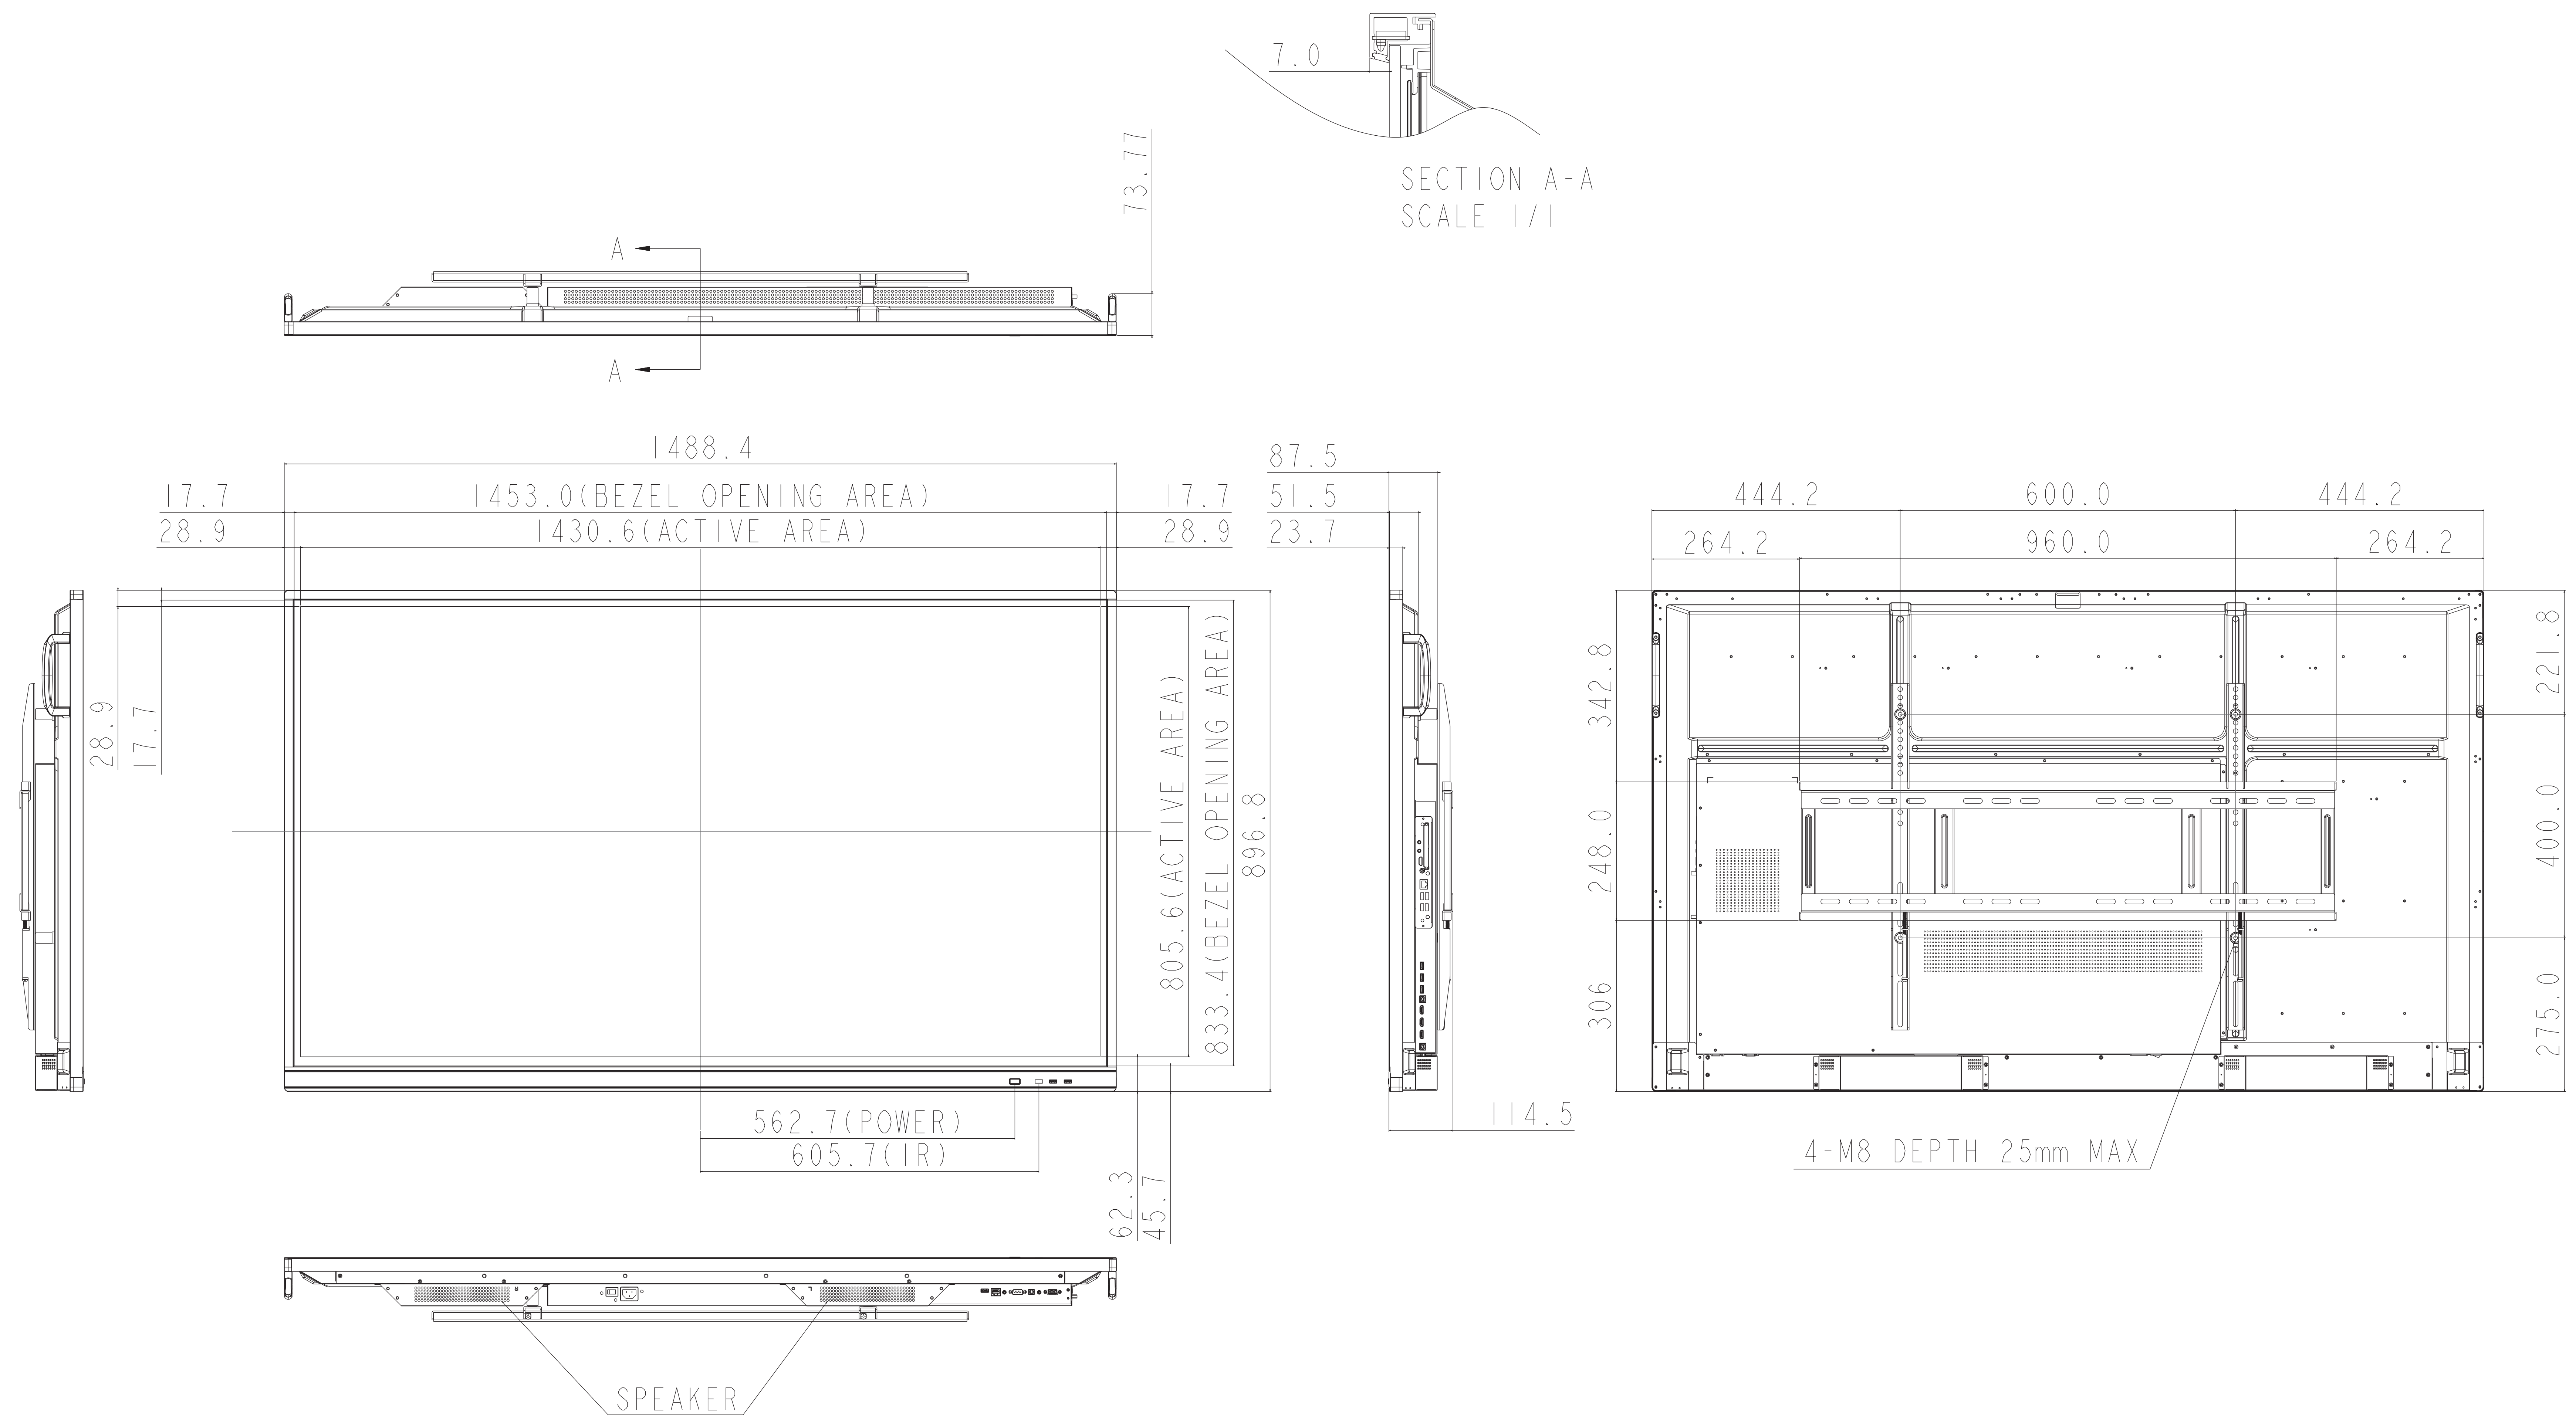 7.0
SECTION A-A
SCALE 1/1
73.77
A
A
1488.4
17.7
1453.0(BEZEL OPENING AREA)
17.7
28.9
1430.6(ACTIVE AREA)
28.9
87.5
51.5
23.7
444.2
600.0
444.2
264.2
960.0
264.2
28.9
17.7
805.6(ACTIVE AREA)
833.4(BEZEL OPENING AREA)
896.8
342.8
248.0
306
221.8
400.0
275.0
114.5
562.7(POWER)
605.7(IR)
62.3
45.7
4-M8 DEPTH 25mm MAX
R
L
SPEAKER